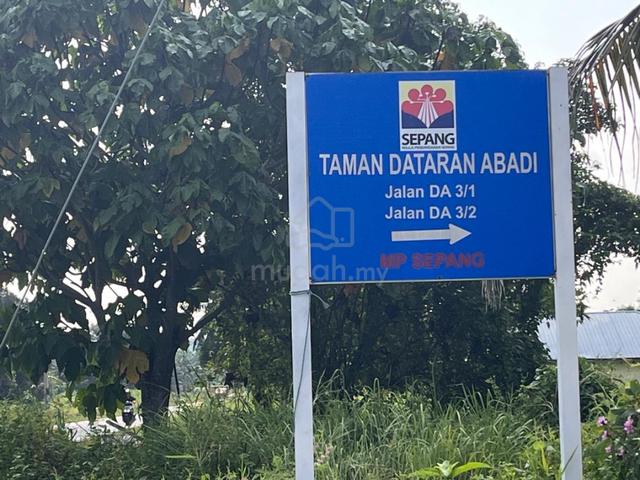 SEPANG
TAMAN DATARAN ABADI
Jalan DA 3/1
Jalan DA 3/2
MP SEPANG
mudah.my